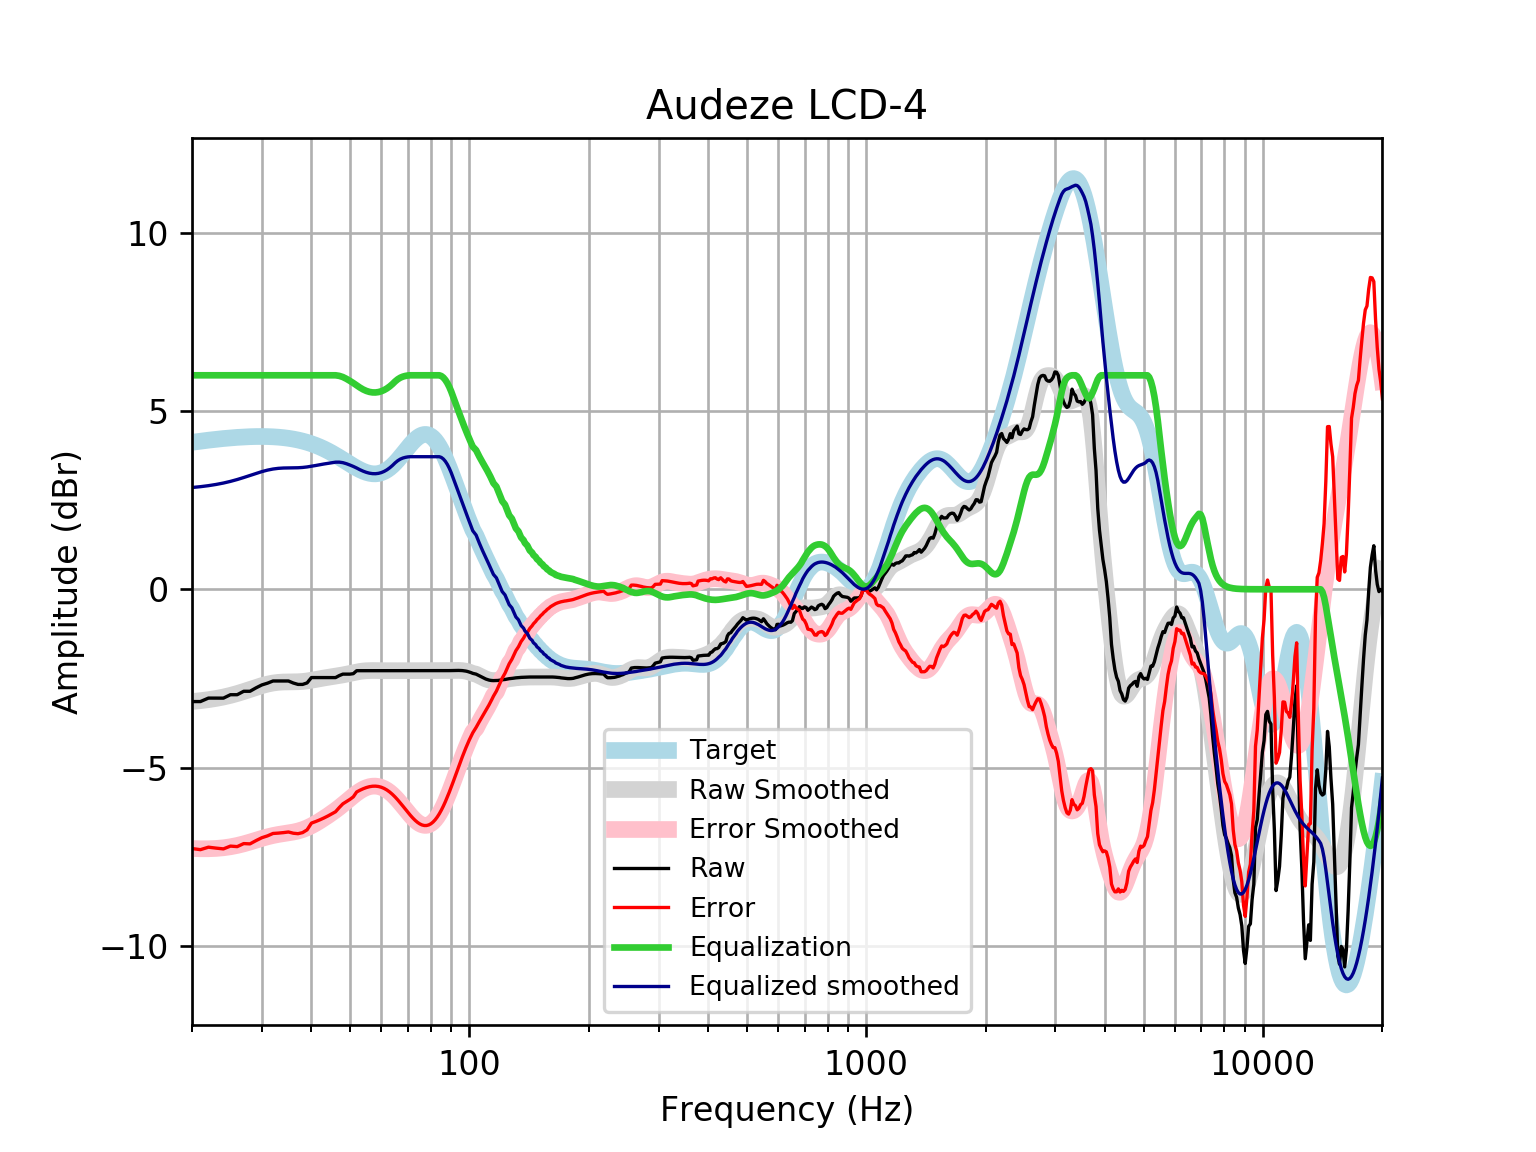 Audeze LCD-4
Amplitude (dBr)
10
5
0
−5
−10
Target
Raw Smoothed
Error Smoothed
Raw
Error
Equalization
Equalized smoothed
100 1000 10000
Frequency (Hz)